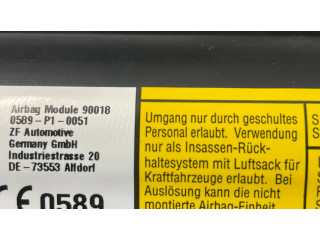 Airbag Module 90018
0589-P1-0051
ZF Automotive
Germany GmbH
Industriestrasse 20
DE-73553 Alfdorf
CE 0589
Umgang nur durch geschultes
Personal erlaubt. Verwendung
nur als Insassen-Rück-
haltesystem mit Luftsack für
Kraftfahrzeuge erlaubt. Bei
Auslösung kann die nicht
montierte Airbag-Einheit